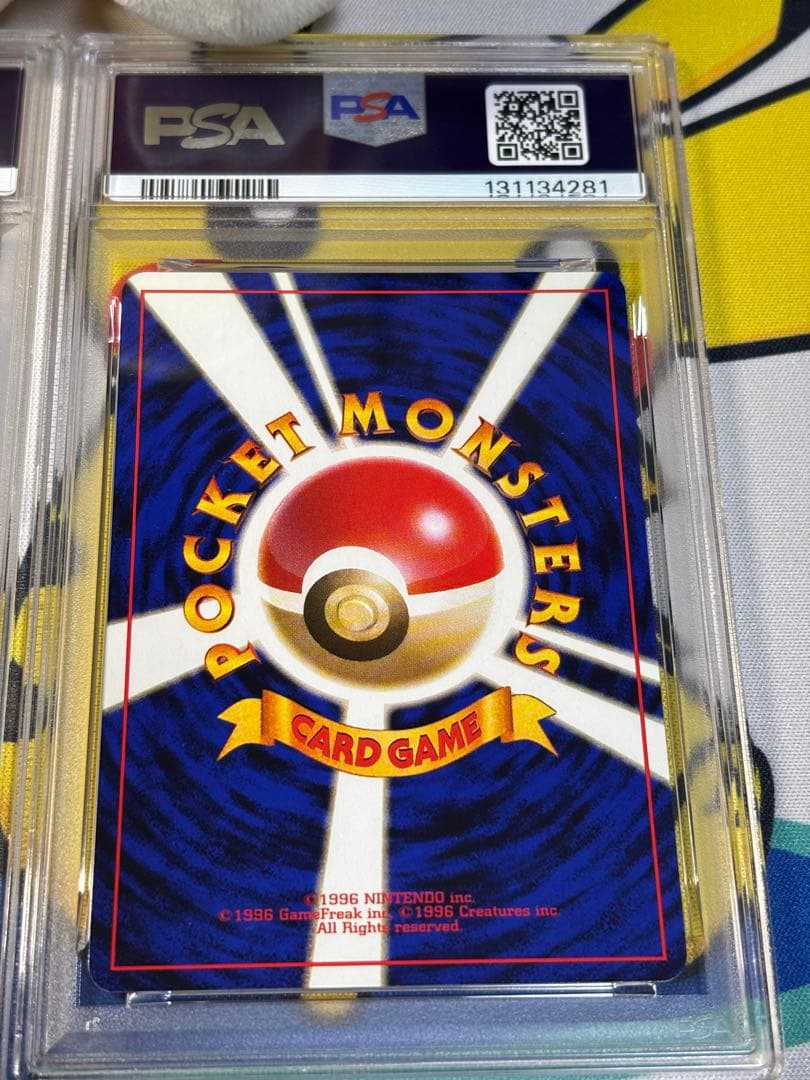 PSA PSA
131134281
POCKET MONSTERS
CARD GAME
©1996 NINTENDO inc.
©1996 GameFreak inc. ©1996 Creatures inc.
All Rights reserved.